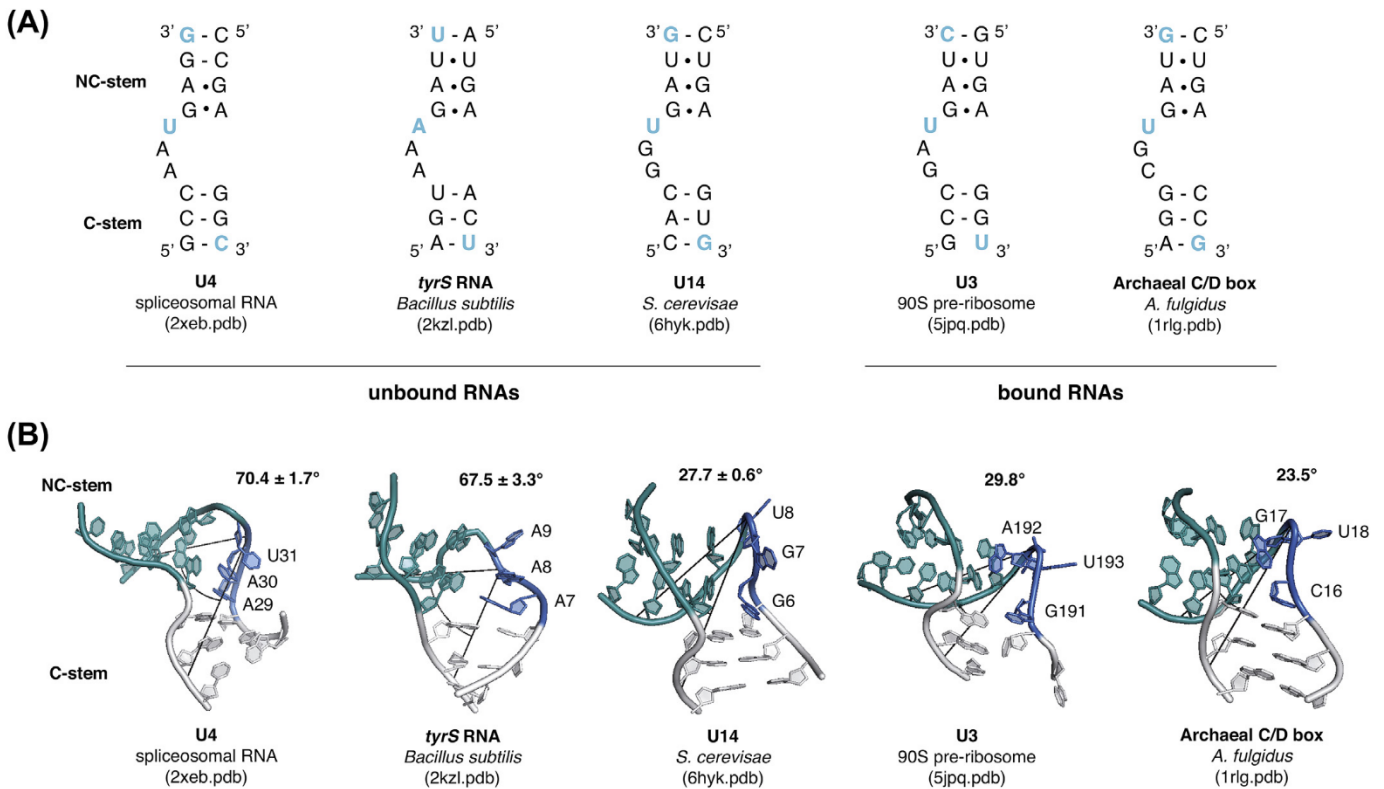 (A)
3’ G - C 5’
G - C
A • G
G • A
U
A
A
C - G
C - G
5’ G - C 3’
U4
spliceosomal RNA
(2xeb.pdb)
3’ U - A 5’
U • U
A • G
G • A
A
A
A
U - A
G - C
5’ A - U 3’
tyrS RNA
Bacillus subtilis
(2kzl.pdb)
3’ G - C 5’
U • U
A • G
G • A
U
G
G
C - G
A - U
5’ C - G 3’
U14
S. cerevisae
(6hyk.pdb)
3’ C - G 5’
U • U
A • G
G • A
U
A
G
C - G
C - G
5’ G U 3’
U3
90S pre-ribosome
(5jpq.pdb)
3’ G - C 5’
U • U
A • G
G • A
U
G
C
G - C
G - C
5’ A - G 3’
Archaeal C/D box
A. fulgidus
(1rlg.pdb)
NC-stem
C-stem
unbound RNAs
bound RNAs
(B)
NC-stem
C-stem
70.4 ± 1.7°
U31
A30
A29
U4
spliceosomal RNA
(2xeb.pdb)
67.5 ± 3.3°
A9
A8
A7
tyrS RNA
Bacillus subtilis
(2kzl.pdb)
27.7 ± 0.6°
U8
G7
G6
U14
S. cerevisae
(6hyk.pdb)
29.8°
A192
U193
G191
U3
90S pre-ribosome
(5jpq.pdb)
23.5°
G17
U18
C16
Archaeal C/D box
A. fulgidus
(1rlg.pdb)